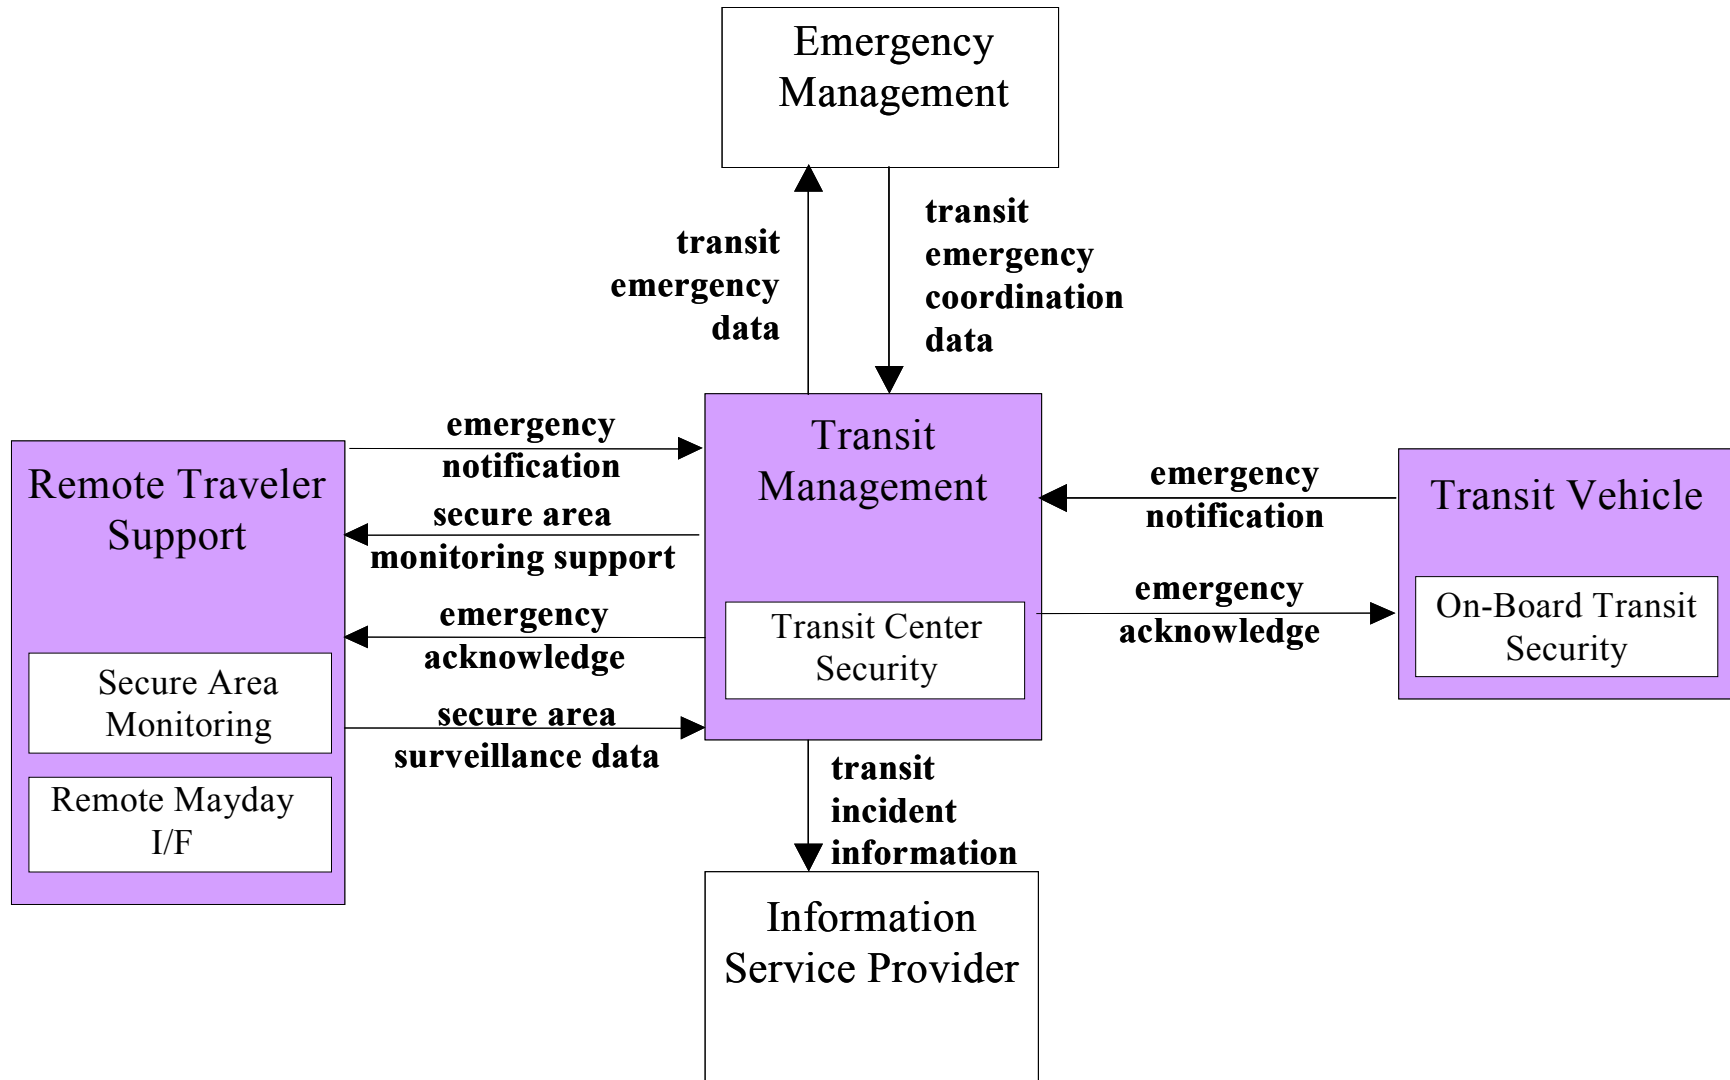 Emergency
Management
transit
emergency
data
transit
emergency
coordination
data
Remote Traveler
Support
Secure Area
Monitoring
Remote Mayday
I/F
emergency
notification
secure area
monitoring support
emergency
acknowledge
secure area
surveillance data
Transit
Management
Transit Center
Security
emergency
notification
emergency
acknowledge
Transit Vehicle
On-Board Transit
Security
transit
incident
information
Information
Service Provider